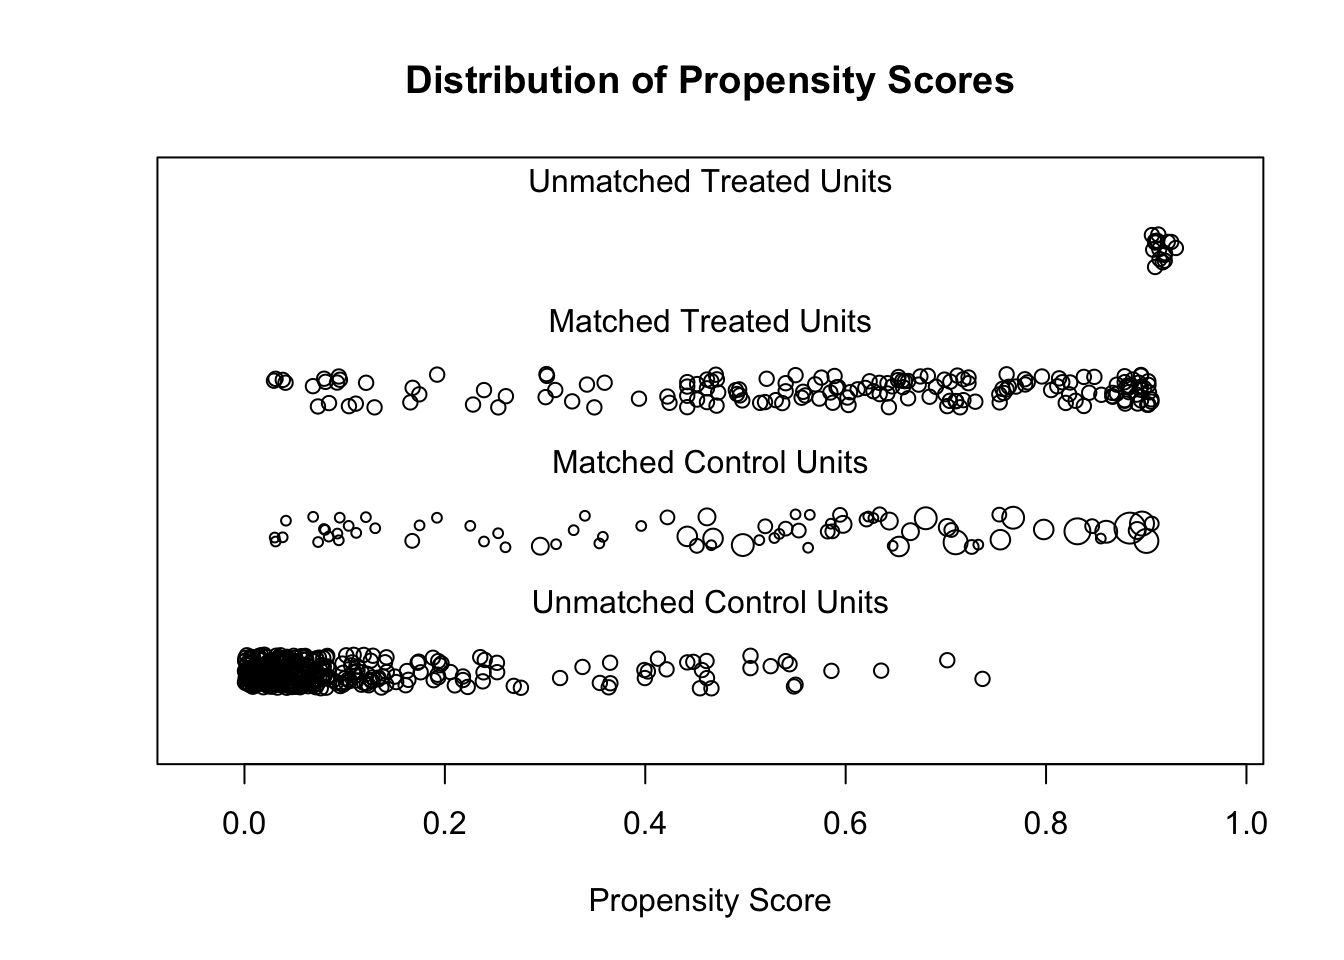 Distribution of Propensity Scores
Unmatched Treated Units
Matched Treated Units
Matched Control Units
Unmatched Control Units
0.0 0.2 0.4 0.6 0.8 1.0
Propensity Score